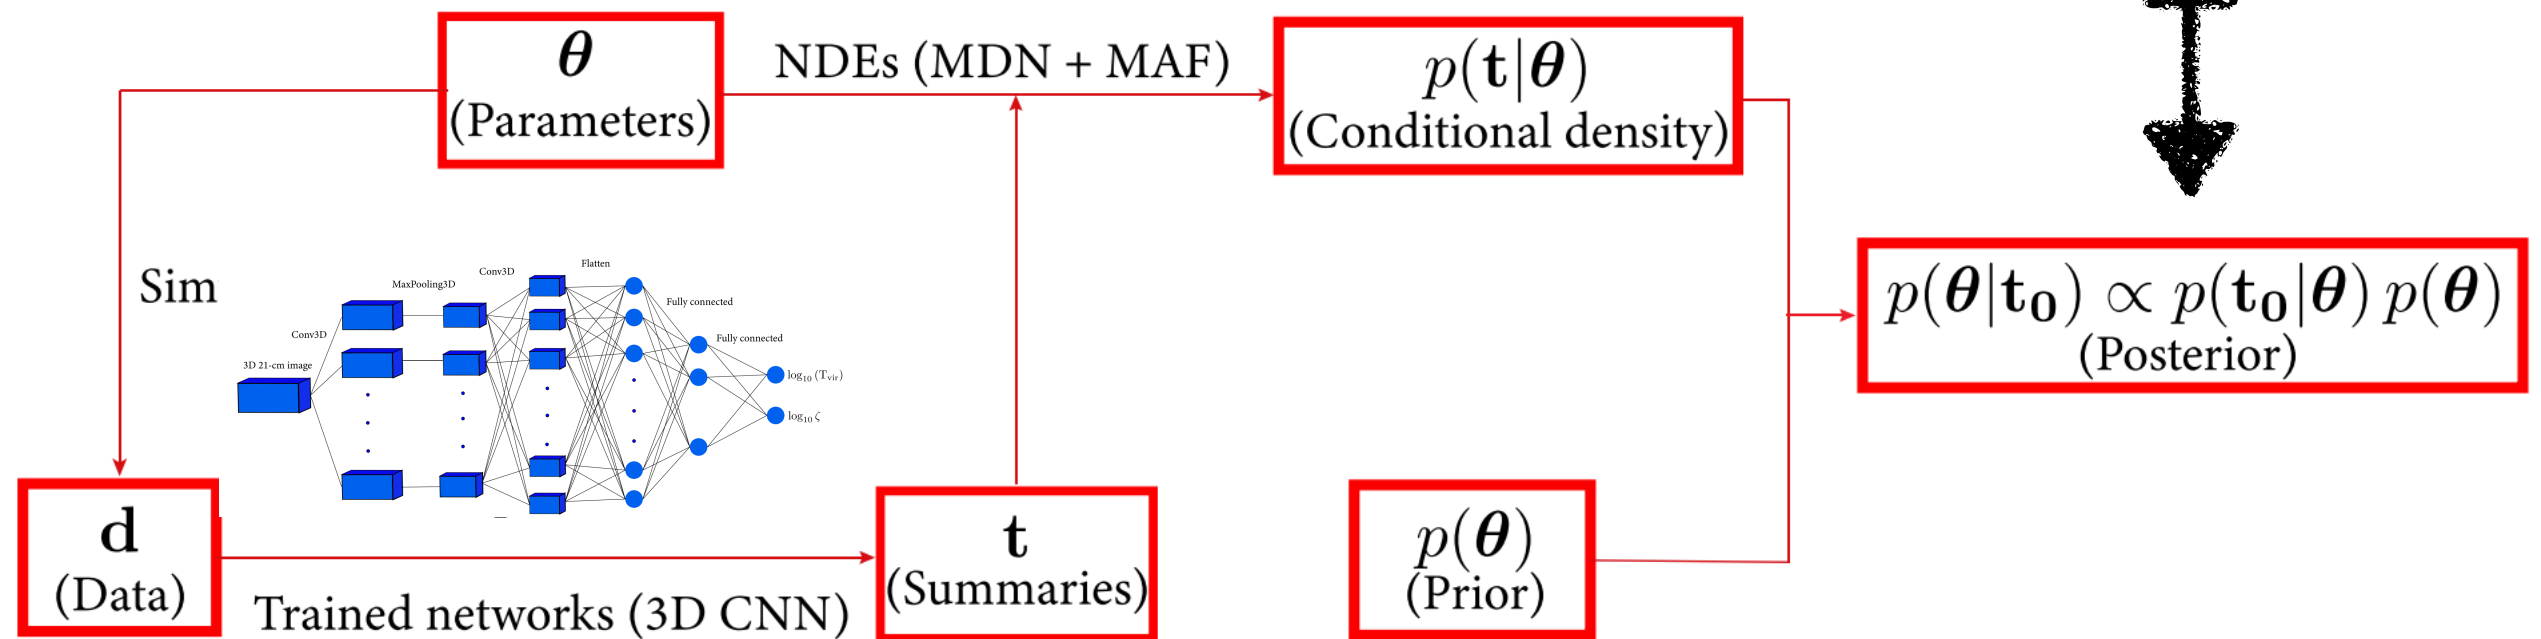 θ
(Parameters)
NDEs (MDN + MAF)
p(t|θ)
(Conditional density)
Sim
3D 21-cm image
Conv3D
MaxPooling3D
Conv3D
Flatten
Fully connected
Fully connected
log₁₀ (Tᵥᵢᵣ)
log₁₀ ζ
p(θ|t₀) ∝ p(t₀|θ) p(θ)
(Posterior)
d
(Data)
Trained networks (3D CNN)
t
(Summaries)
p(θ)
(Prior)